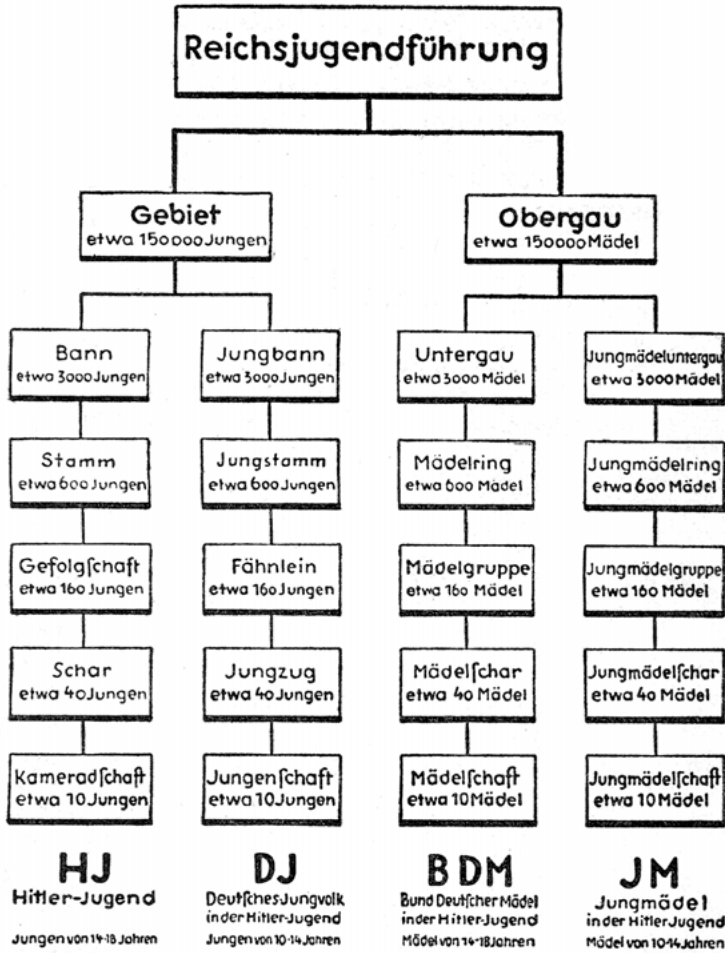 Reichsjugendführung
Gebiet
etwa 150000 Jungen
Obergau
etwa 150000 Mädel
Bann
etwa 3000 Jungen
Jungbann
etwa 3000 Jungen
Untergau
etwa 3000 Mädel
Jungmädeluntergau
etwa 3000 Mädel
Stamm
etwa 600 Jungen
Jungstamm
etwa 600 Jungen
Mädelring
etwa 600 Mädel
Jungmädelring
etwa 600 Mädel
Gefolgſchaft
etwa 160 Jungen
Fähnlein
etwa 160 Jungen
Mädelgruppe
etwa 160 Mädel
Jungmädelgruppe
etwa 160 Mädel
Schar
etwa 40 Jungen
Jungzug
etwa 40 Jungen
Mädelſchar
etwa 40 Mädel
Jungmädelſchar
etwa 40 Mädel
Kameradſchaft
etwa 10 Jungen
Jungenſchaft
etwa 10 Jungen
Mädelſchaft
etwa 10 Mädel
Jungmädelſchaft
etwa 10 Mädel
HJ
Hitler-Jugend
Jungen von 14-18 Jahren
DJ
Deutſches Jungvolk
in der Hitler-Jugend
Jungen von 10-14 Jahren
BDM
Bund Deutſcher Mädel
in der Hitler-Jugend
Mädel von 14-18 Jahren
JM
Jungmädel
in der Hitler Jugend
Mädel von 10-14 Jahren